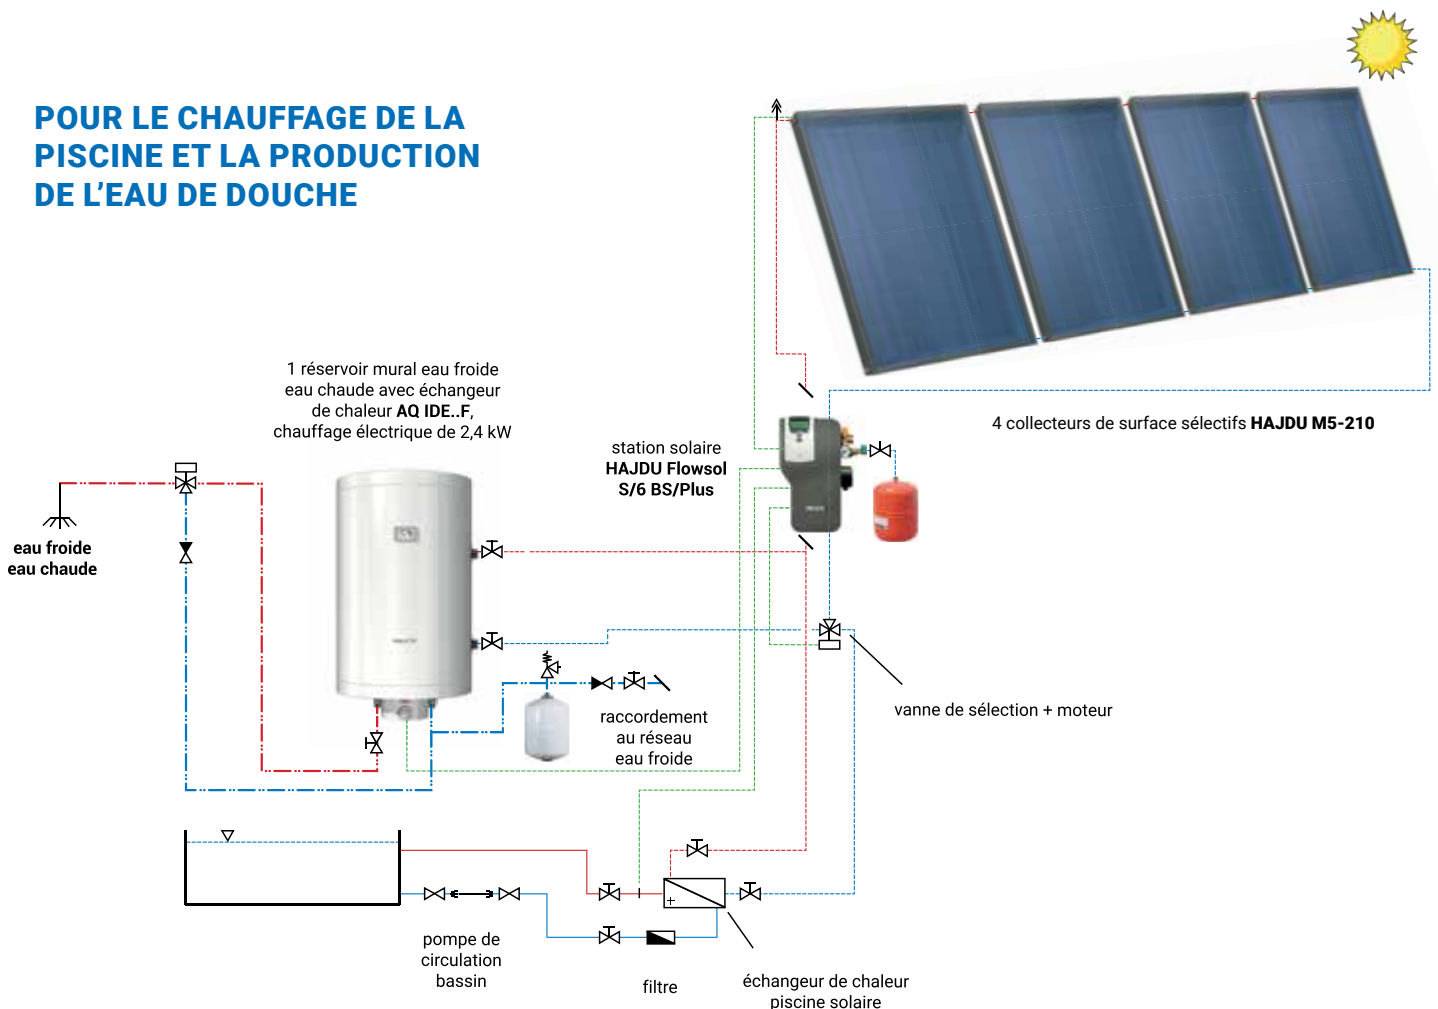 POUR LE CHAUFFAGE DE LA
PISCINE ET LA PRODUCTION
DE L’EAU DE DOUCHE
1 réservoir mural eau froide
eau chaude avec échangeur
de chaleur AQ IDE..F,
chauffage électrique de 2,4 kW
4 collecteurs de surface sélectifs HAJDU M5-210
station solaire
HAJDU Flowsol
S/6 BS/Plus
eau froide
eau chaude
raccordement
au réseau
eau froide
vanne de sélection + moteur
+
pompe de
circulation
bassin
filtre
échangeur de chaleur
piscine solaire